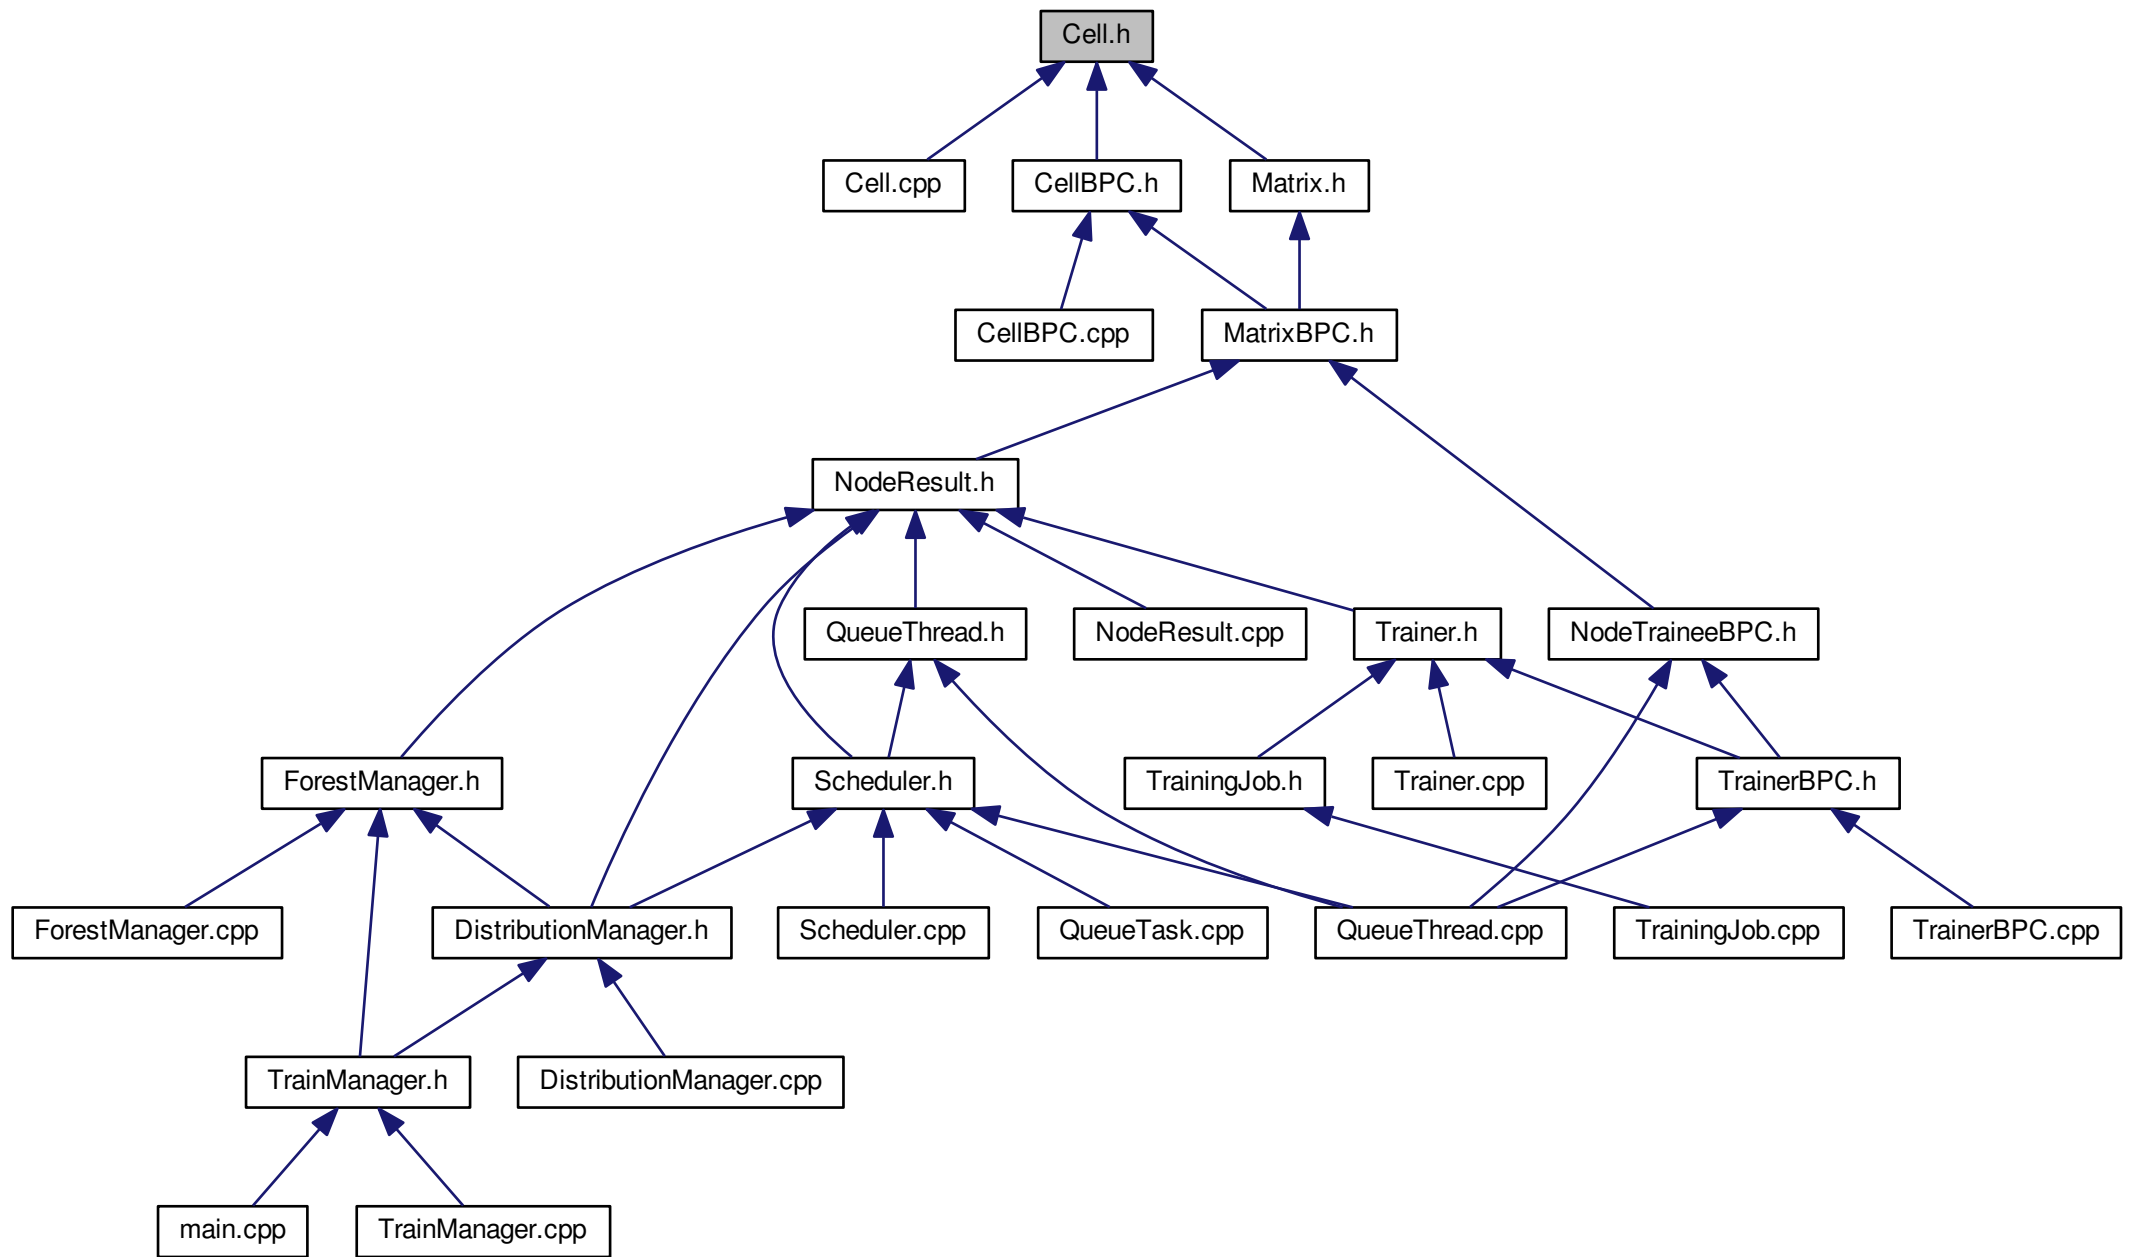 Cell.h
Cell.cpp
CellBPC.h
Matrix.h
CellBPC.cpp
MatrixBPC.h
NodeResult.h
QueueThread.h
NodeResult.cpp
Trainer.h
NodeTraineeBPC.h
ForestManager.h
Scheduler.h
TrainingJob.h
Trainer.cpp
TrainerBPC.h
ForestManager.cpp
DistributionManager.h
Scheduler.cpp
QueueTask.cpp
QueueThread.cpp
TrainingJob.cpp
TrainerBPC.cpp
TrainManager.h
DistributionManager.cpp
main.cpp
TrainManager.cpp